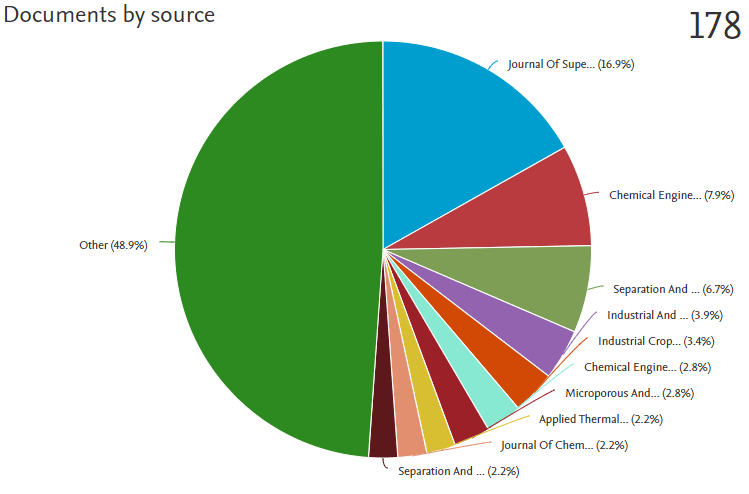 Documents by source
178
Journal Of Supe... (16.9%)
Chemical Engine... (7.9%)
Other (48.9%)
Separation And ... (6.7%)
Industrial And ... (3.9%)
Industrial Crop... (3.4%)
Chemical Engine... (2.8%)
Microporous And... (2.8%)
Applied Thermal... (2.2%)
Journal Of Chem... (2.2%)
Separation And ... (2.2%)